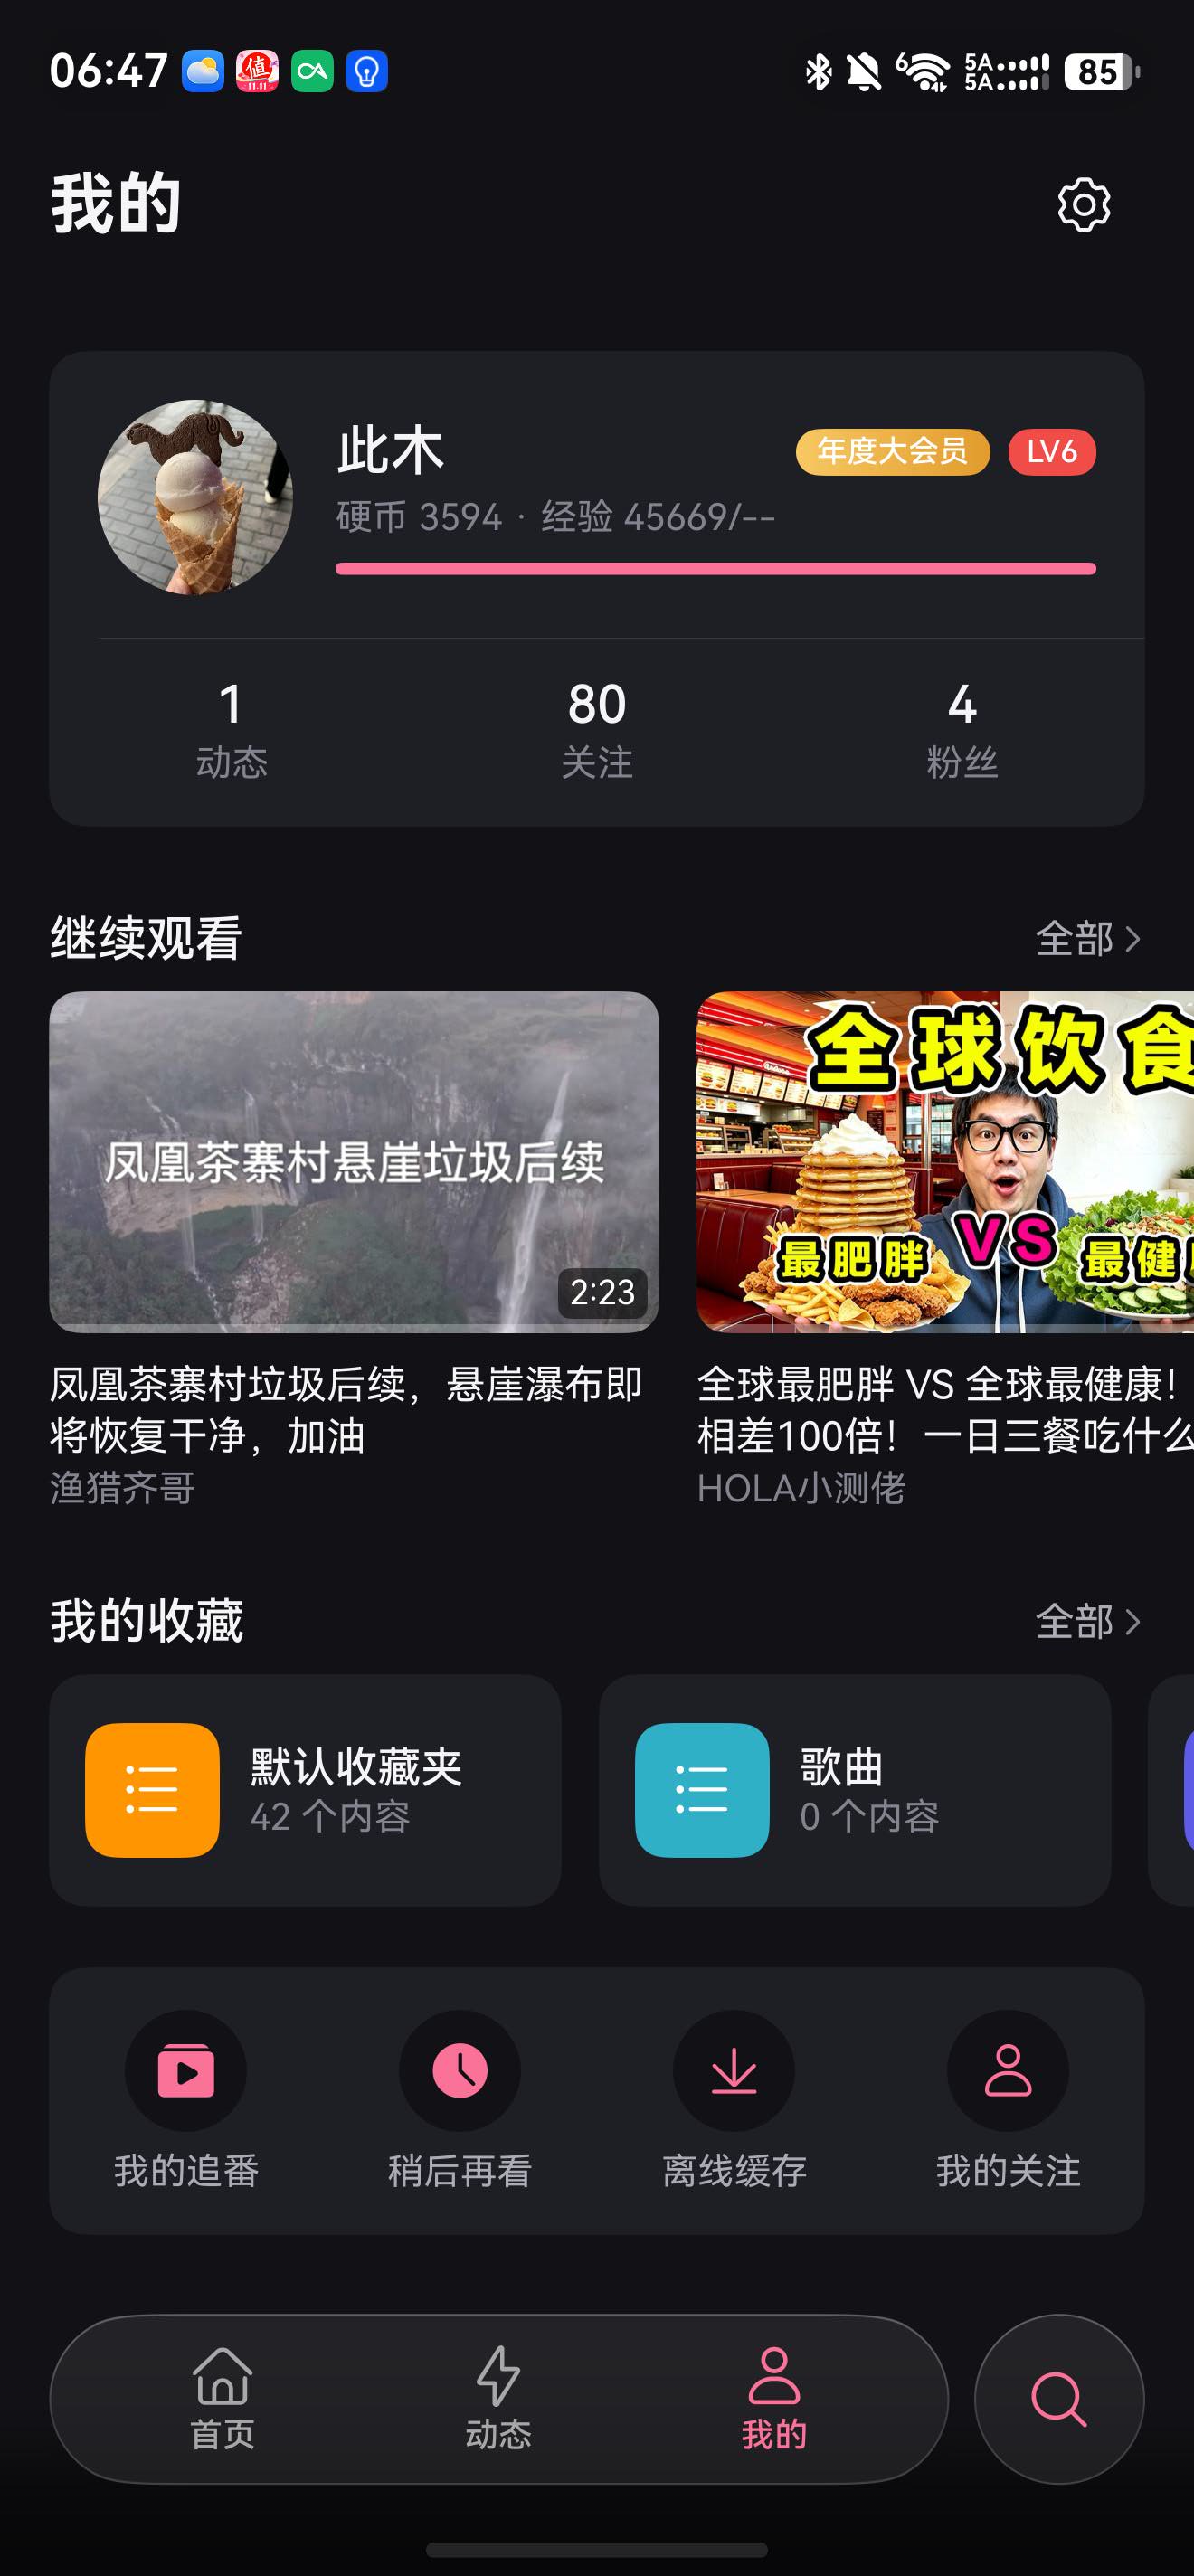 06:47
值
11.11
6
5A
5A
85
我的
此木
年度大会员
LV6
硬币 3594 · 经验 45669/--
1
80
4
动态
关注
粉丝
继续观看
全部
凤凰茶寨村悬崖垃圾后续
2:23
全球饮食
最肥胖
VS
最健
凤凰茶寨村垃圾后续，悬崖瀑布即
将恢复干净，加油
渔猎齐哥
全球最肥胖 VS 全球最健康！
相差100倍！一日三餐吃什么
HOLA小测佬
我的收藏
全部
默认收藏夹
42 个内容
歌曲
0 个内容
我的追番
稍后再看
离线缓存
我的关注
首页
动态
我的